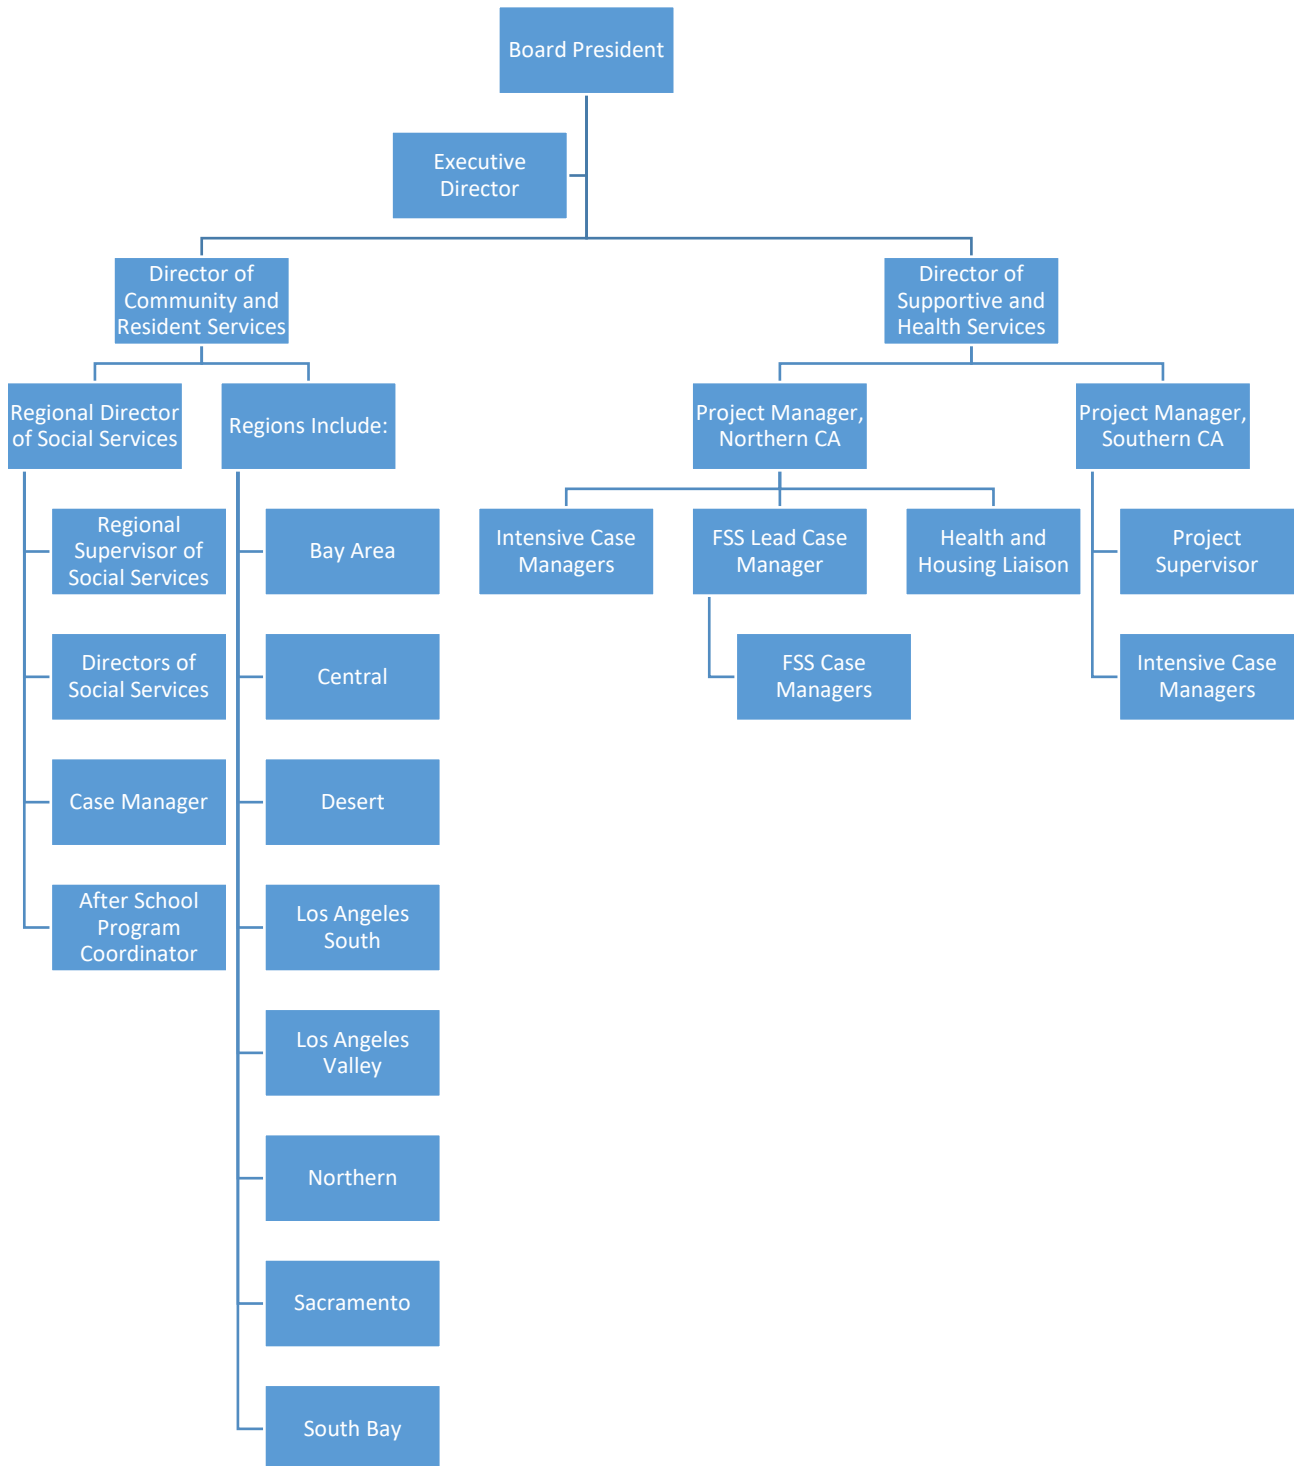 Board President
Executive
Director
Director of
Community and
Resident Services
Director of
Supportive and
Health Services
Regional Director
of Social Services
Regions Include:
Project Manager,
Northern CA
Project Manager,
Southern CA
Regional
Supervisor of
Social Services
Bay Area
Intensive Case
Managers
FSS Lead Case
Manager
Health and
Housing Liaison
Project
Supervisor
Directors of
Social Services
Central
FSS Case
Managers
Intensive Case
Managers
Case Manager
Desert
After School
Program
Coordinator
Los Angeles
South
Los Angeles
Valley
Northern
Sacramento
South Bay